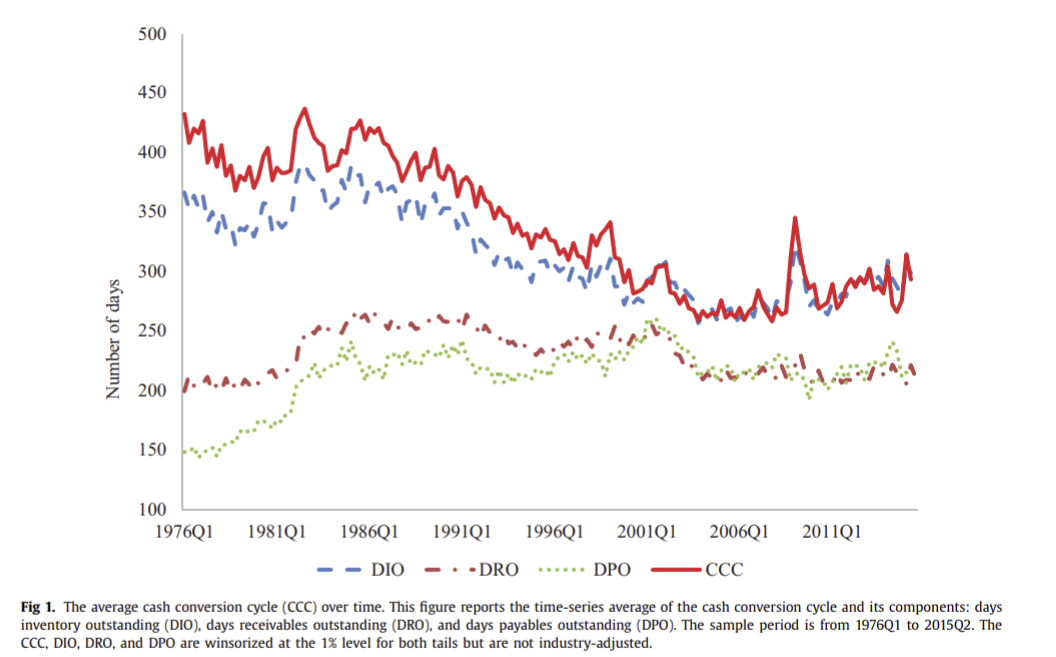 500
450
400
350
300
250
200
150
100
Number of days
1976Q1 1981Q1 1986Q1 1991Q1 1996Q1 2001Q1 2006Q1 2011Q1
DIO DRO DPO CCC
Fig 1. The average cash conversion cycle (CCC) over time. This figure reports the time-series average of the cash conversion cycle and its components: days
inventory outstanding (DIO), days receivables outstanding (DRO), and days payables outstanding (DPO). The sample period is from 1976Q1 to 2015Q2. The
CCC, DIO, DRO, and DPO are winsorized at the 1% level for both tails but are not industry-adjusted.